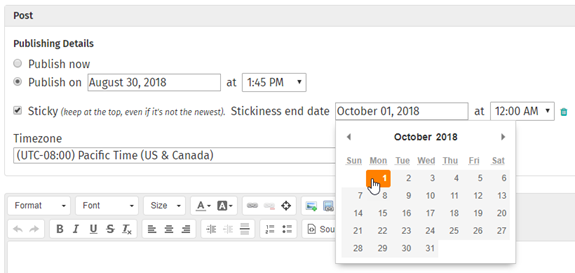 Post
Publishing Details
Publish now
Publish on August 30, 2018 at 1:45 PM
Sticky (keep at the top, even if it's not the newest). Stickiness end date October 01, 2018 at 12:00 AM
Timezone
(UTC-08:00) Pacific Time (US & Canada)
October 2018
Sun Mon Tue Wed Thu Fri Sat
1 2 3 4 5 6
7 8 9 10 11 12 13
14 15 16 17 18 19 20
21 22 23 24 25 26 27
28 29 30 31
Format Font Size A A
B I U S Tx Sou